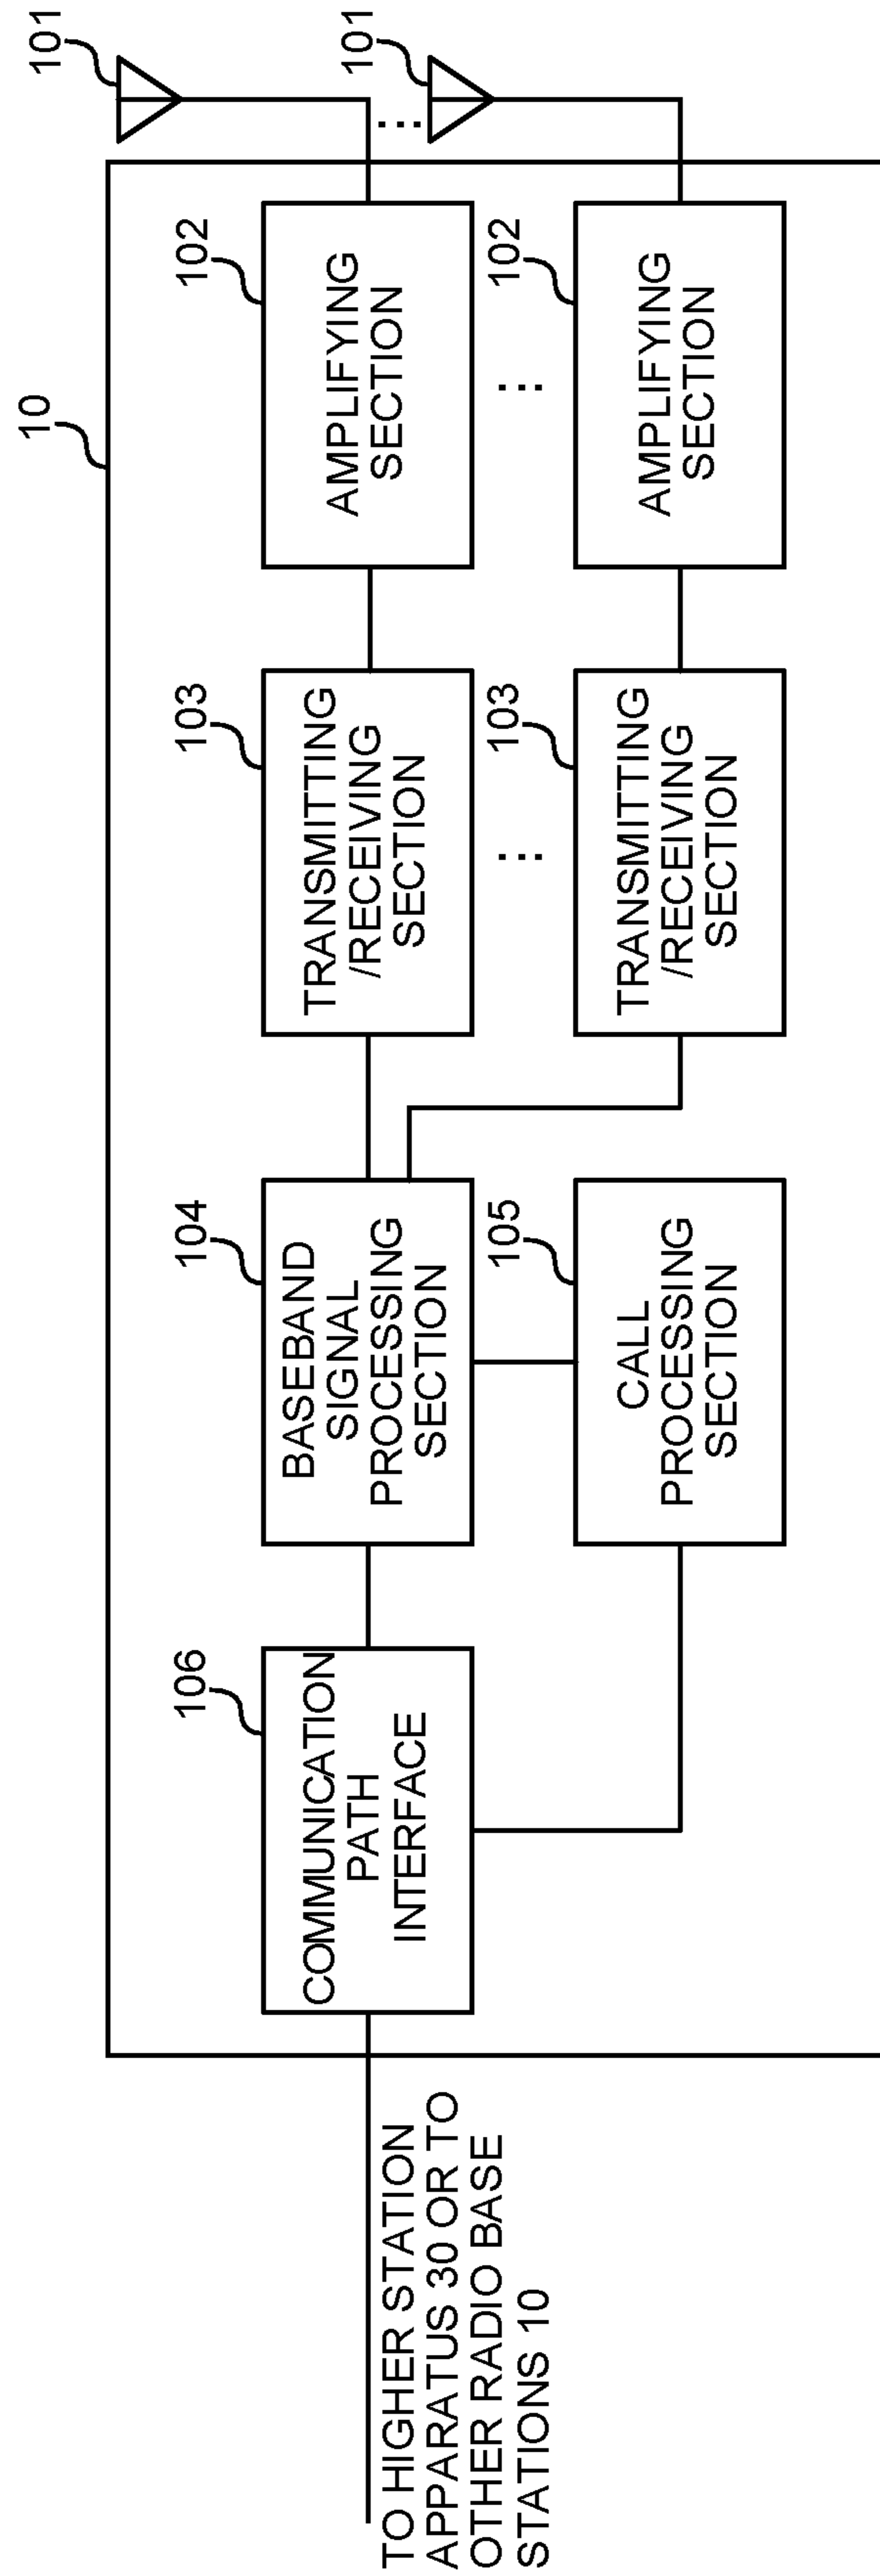 10
101
101
106
104
103
102
COMMUNICATION
PATH
INTERFACE
BASEBAND
SIGNAL
PROCESSING
SECTION
TRANSMITTING
/RECEIVING
SECTION
AMPLIFYING
SECTION
TO HIGHER STATION
APPARATUS 30 OR TO
OTHER RADIO BASE
STATIONS 10
105
103
102
CALL
PROCESSING
SECTION
TRANSMITTING
/RECEIVING
SECTION
AMPLIFYING
SECTION